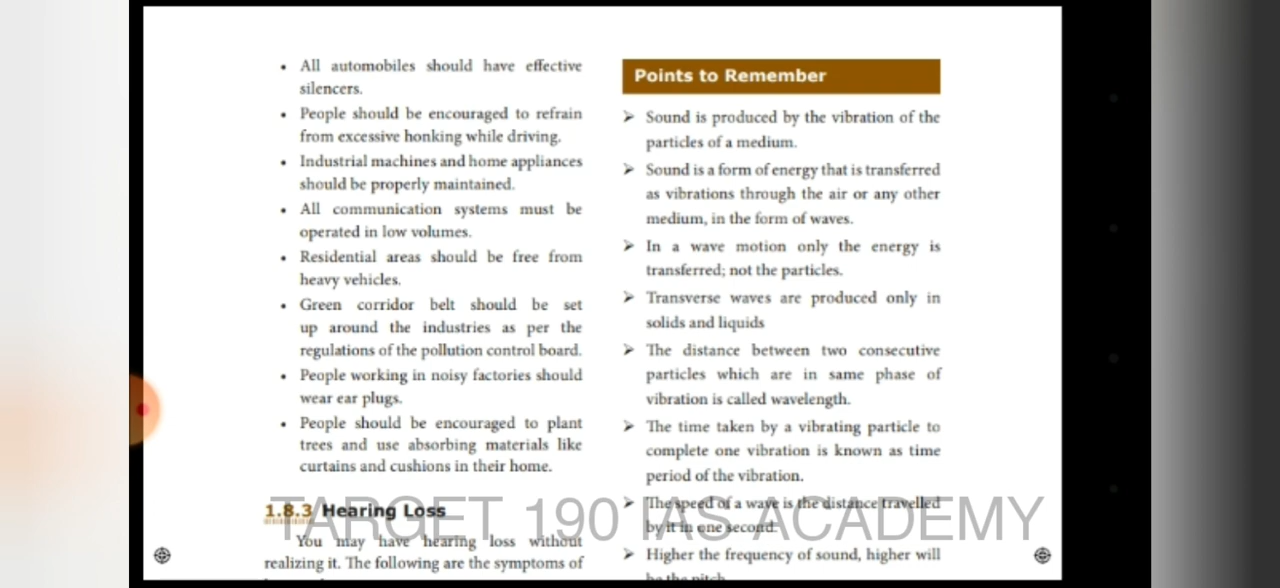 • All automobiles should have effective
silencers.
• People should be encouraged to refrain
from excessive honking while driving.
• Industrial machines and home appliances
should be properly maintained.
• All communication systems must be
operated in low volumes.
• Residential areas should be free from
heavy vehicles.
• Green corridor belt should be set
up around the industries as per the
regulations of the pollution control board.
• People working in noisy factories should
wear ear plugs.
• People should be encouraged to plant
trees and use absorbing materials like
curtains and cushions in their home.
1.8.3 Hearing Loss
You may have hearing loss without
realizing it. The following are the symptoms of
Points to Remember
➢ Sound is produced by the vibration of the
particles of a medium.
➢ Sound is a form of energy that is transferred
as vibrations through the air or any other
medium, in the form of waves.
➢ In a wave motion only the energy is
transferred; not the particles.
➢ Transverse waves are produced only in
solids and liquids
➢ The distance between two consecutive
particles which are in same phase of
vibration is called wavelength.
➢ The time taken by a vibrating particle to
complete one vibration is known as time
period of the vibration.
➢ The speed of a wave is the distance travelled
by it in one second.
➢ Higher the frequency of sound, higher will
be the pitch
TARGET 190 IAS ACADEMY